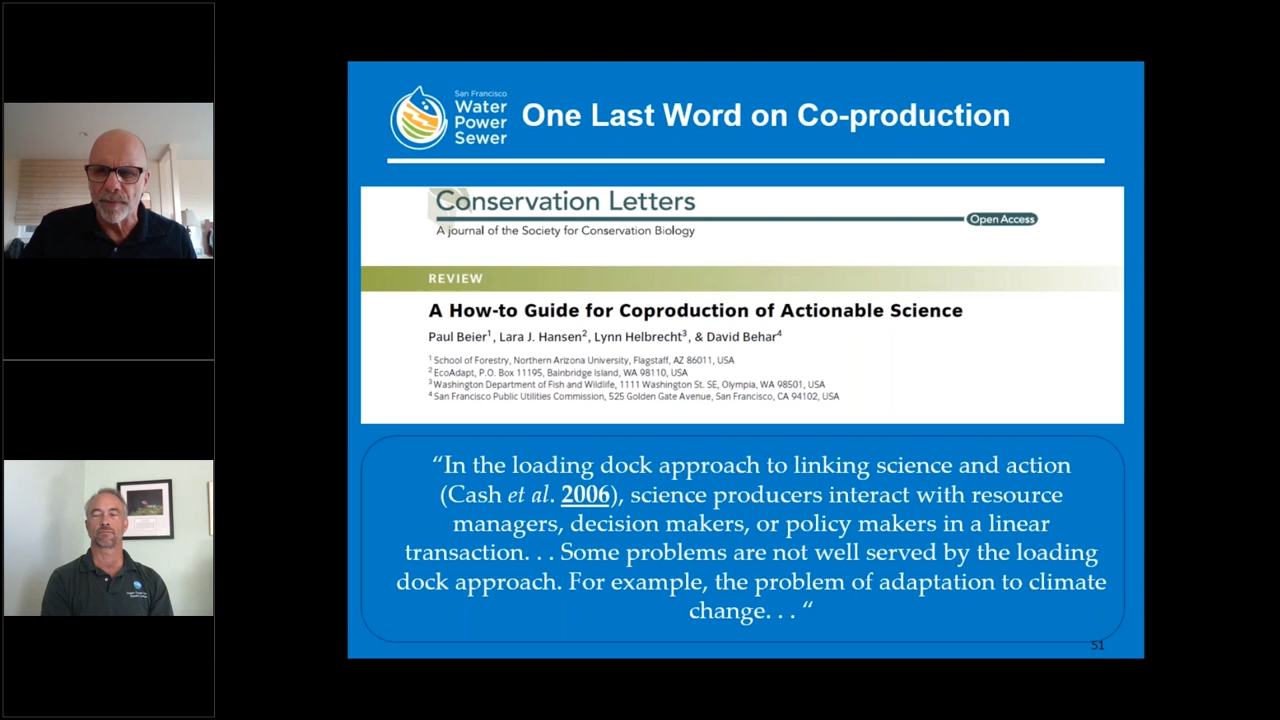 San Francisco
Water
Power
Sewer
One Last Word on Co-production
Conservation Letters
A journal of the Society for Conservation Biology
Open Access
REVIEW
A How-to Guide for Coproduction of Actionable Science
Paul Beier1, Lara J. Hansen2, Lynn Helbrecht3, & David Behar4
1 School of Forestry, Northern Arizona University, Flagstaff, AZ 86011, USA
2 EcoAdapt, P.O. Box 11195, Bainbridge Island, WA 98110, USA
3 Washington Department of Fish and Wildlife, 1111 Washington St. SE, Olympia, WA 98501, USA
4 San Francisco Public Utilities Commission, 525 Golden Gate Avenue, San Francisco, CA 94102, USA
“In the loading dock approach to linking science and action
(Cash et al. 2006), science producers interact with resource
managers, decision makers, or policy makers in a linear
transaction. . . Some problems are not well served by the loading
dock approach. For example, the problem of adaptation to climate
change. . . “
51